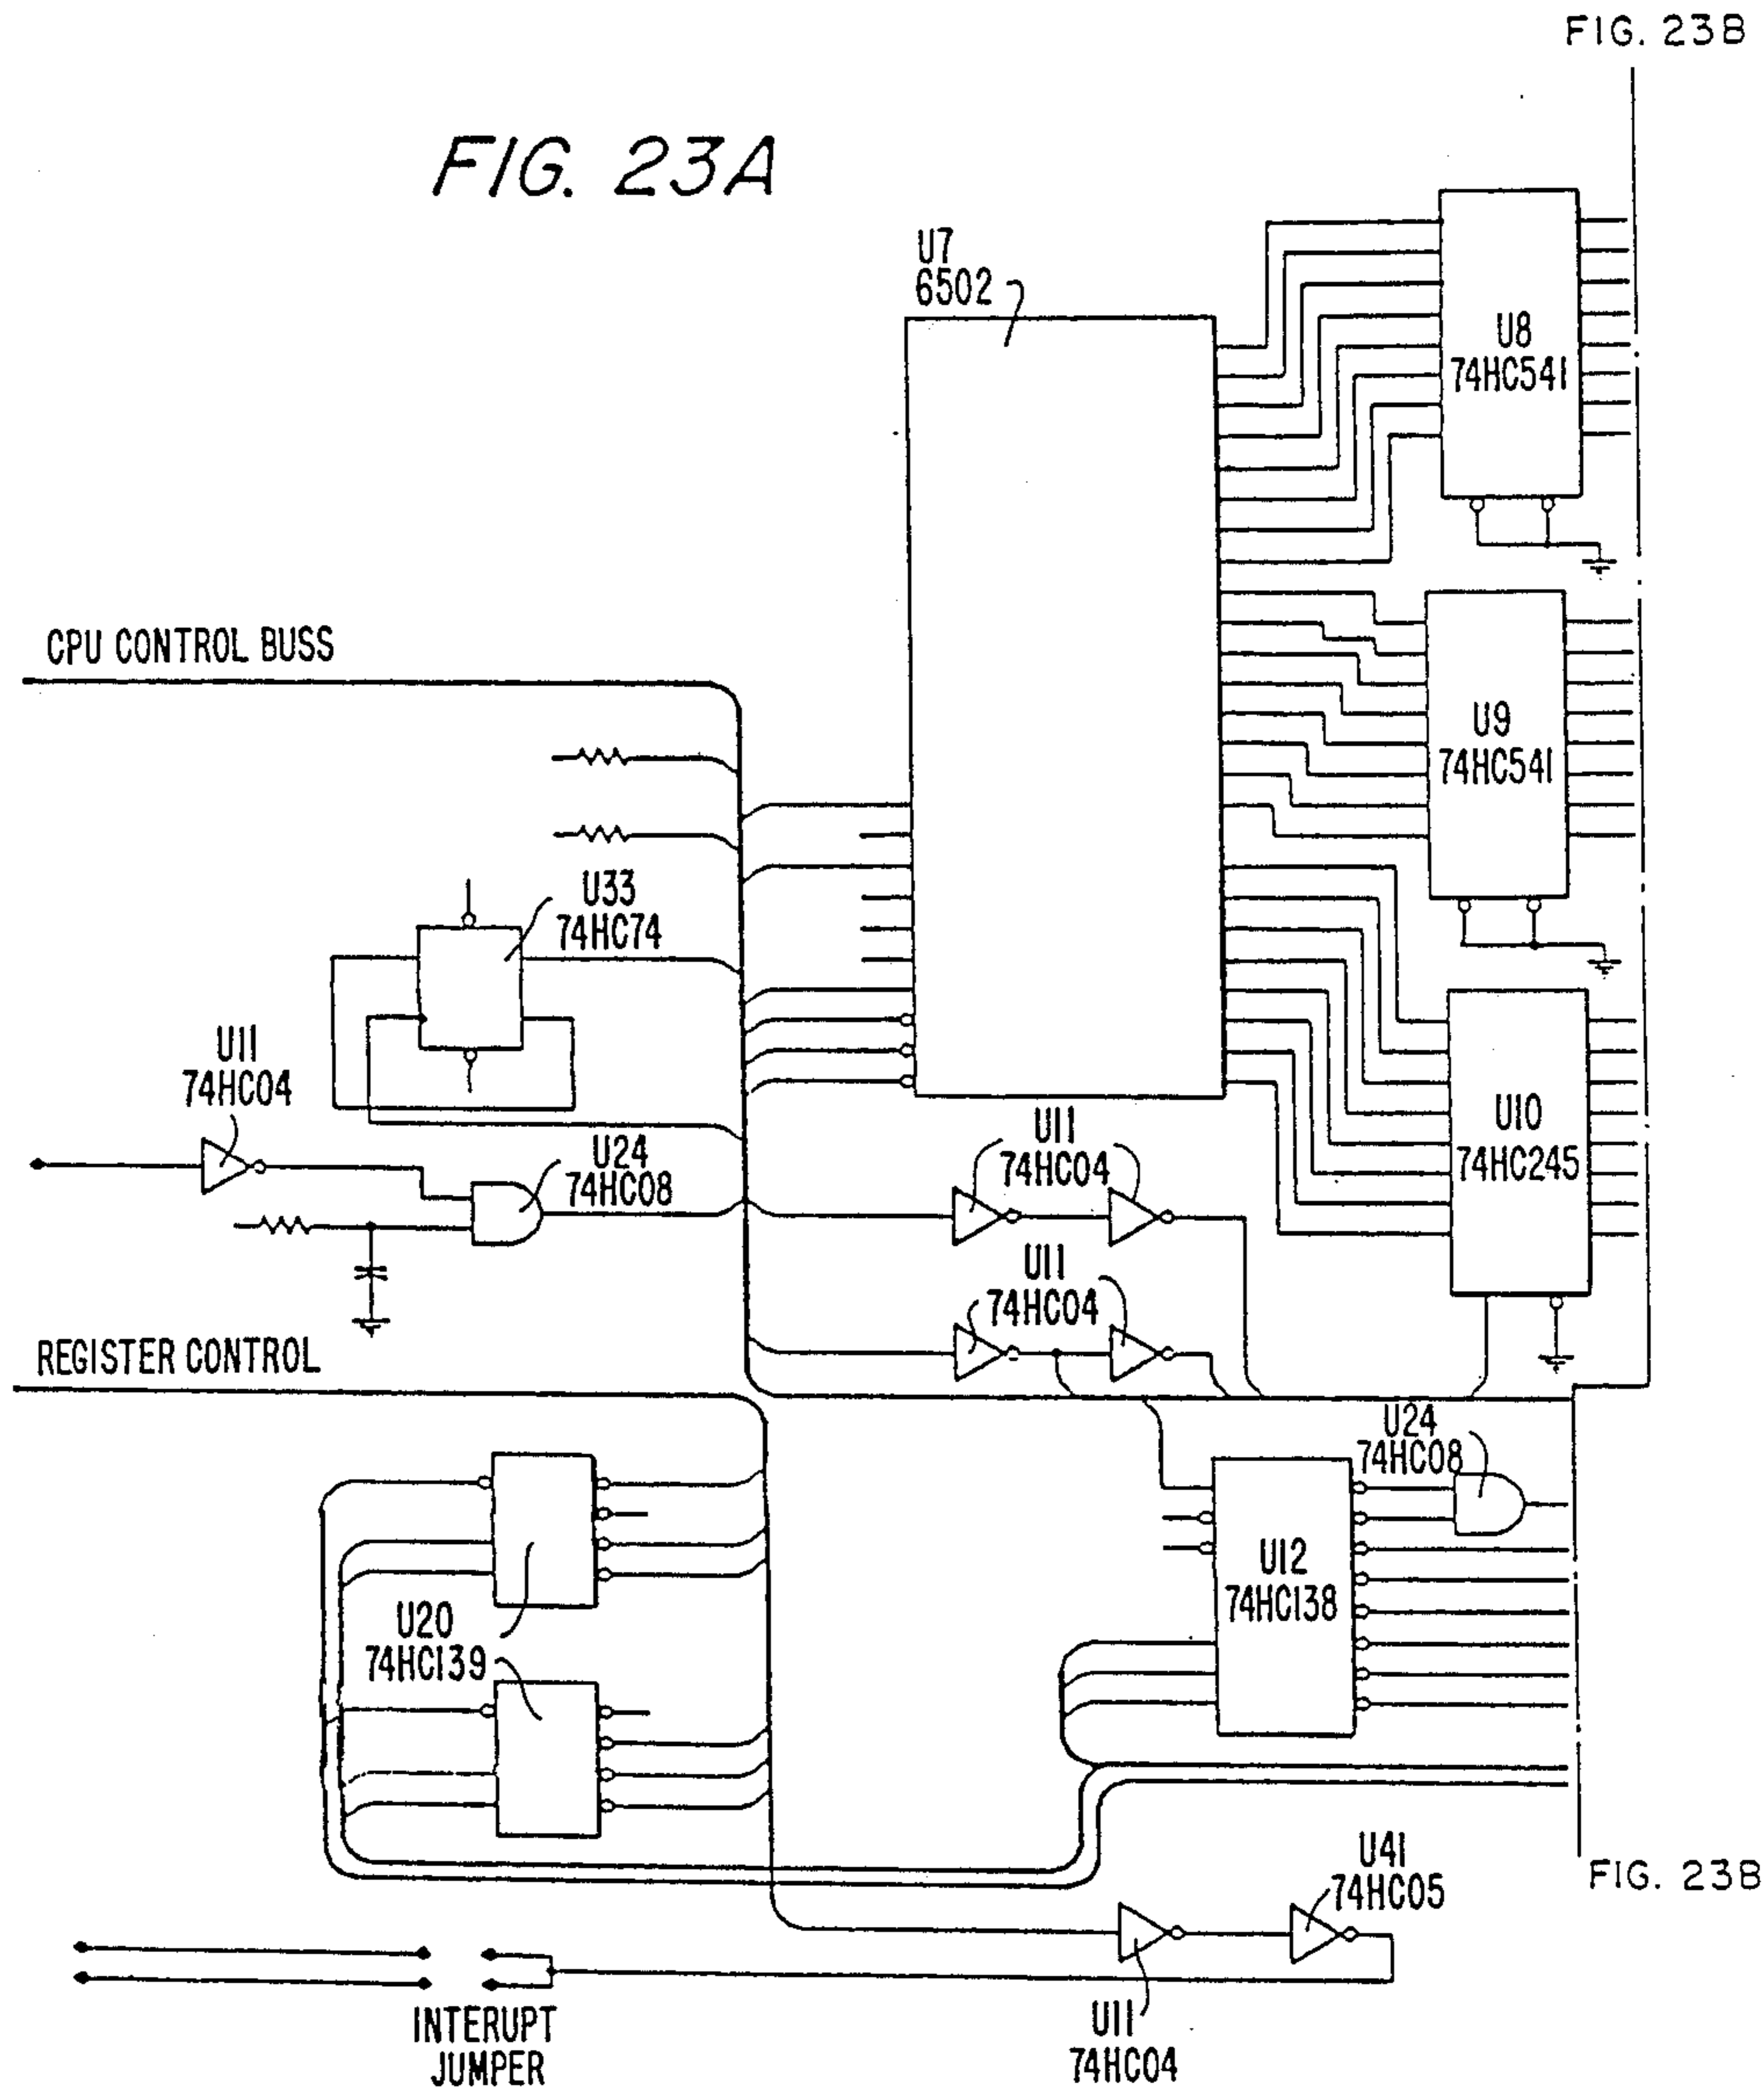 FIG. 23B
FIG. 23A
U7
6502
U8
74HC541
CPU CONTROL BUSS
U9
74HC541
U33
74HC74
U11
74HC04
U24
74HC08
U11
74HC04
U10
74HC245
U11
74HC04
REGISTER CONTROL
U24
74HC08
U12
74HC138
U20
74HC139
U41
74HC05
FIG. 23B
INTERUPT
JUMPER
U11
74HC04